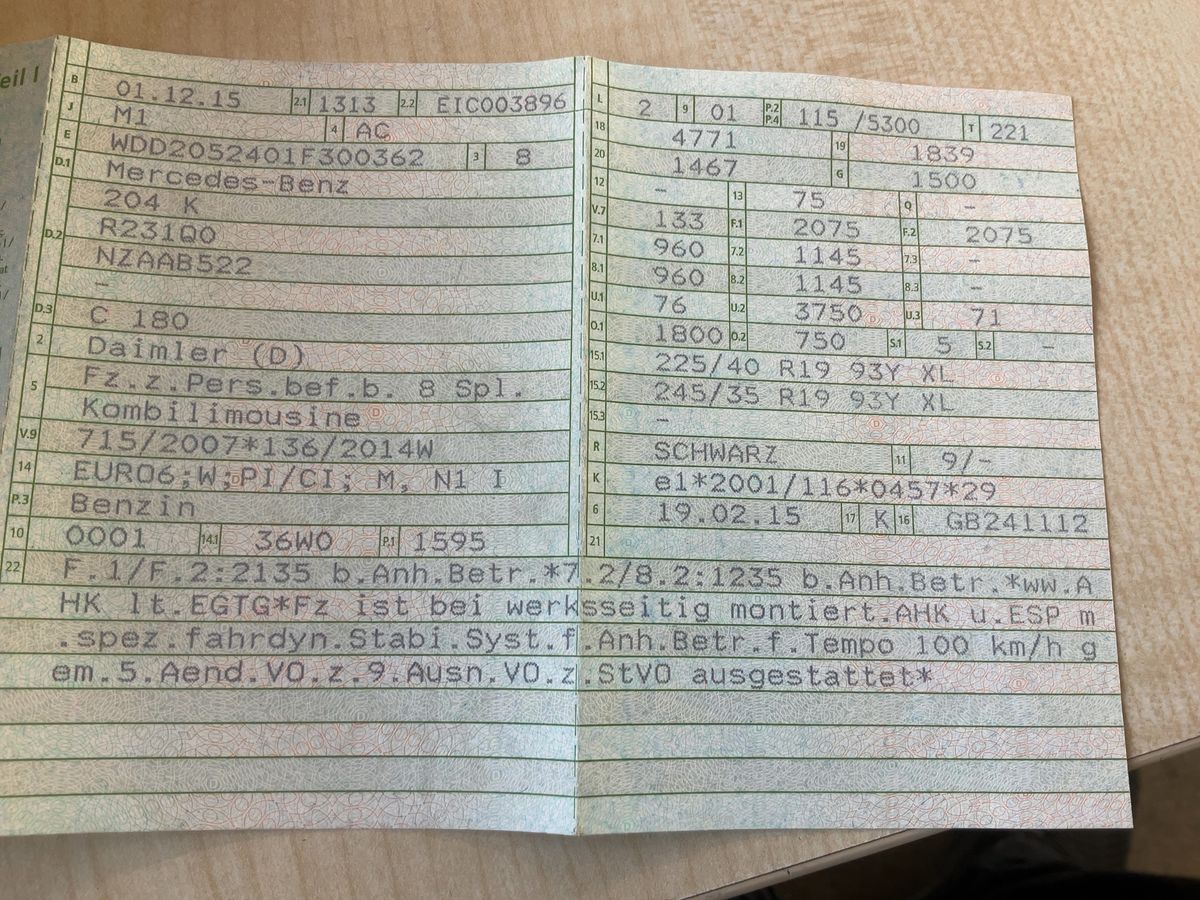 Teil I
B 01.12.15 2.1 1313 2.2 EIC003896
J M1 4 AC
E WDD2052401F300362 3 8
D.1 Mercedes-Benz
D.2 204 K
R231Q0
NZAAB522
-
D.3 C 180
2 Daimler (D)
5 Fz.z.Pers.bef.b. 8 Spl.
Kombilimousine
V.9 715/2007*136/2014W
14 EURO6;W;PI/CI; M, N1 I
P.3 Benzin
10 0001 14.1 36W0 P.1 1595
L 2 9 01 P.2 P.4 115 /5300 T 221
18 4771 19 1839
20 1467 G 1500
12 - 13 75 Q -
V.7 133 F.1 2075 F.2 2075
7.1 960 7.2 1145 7.3 -
8.1 960 8.2 1145 8.3 -
U.1 76 U.2 3750 U.3 71
O.1 1800 O.2 750 S.1 5 S.2 -
15.1 225/40 R19 93Y XL
15.2 245/35 R19 93Y XL
15.3 -
R SCHWARZ 11 9/-
K e1*2001/116*0457*29
6 19.02.15 17 K 16 GB241112
21
22 F.1/F.2:2135 b.Anh.Betr.*7.2/8.2:1235 b.Anh.Betr.*ww.A
HK lt.EGTG*Fz ist bei werksseitig montiert.AHK u.ESP m
.spez.fahrdyn.Stabi.Syst.f.Anh.Betr.f.Tempo 100 km/h g
em.5.Aend.VO.z.9.Ausn.VO.z.StVO ausgestattet*